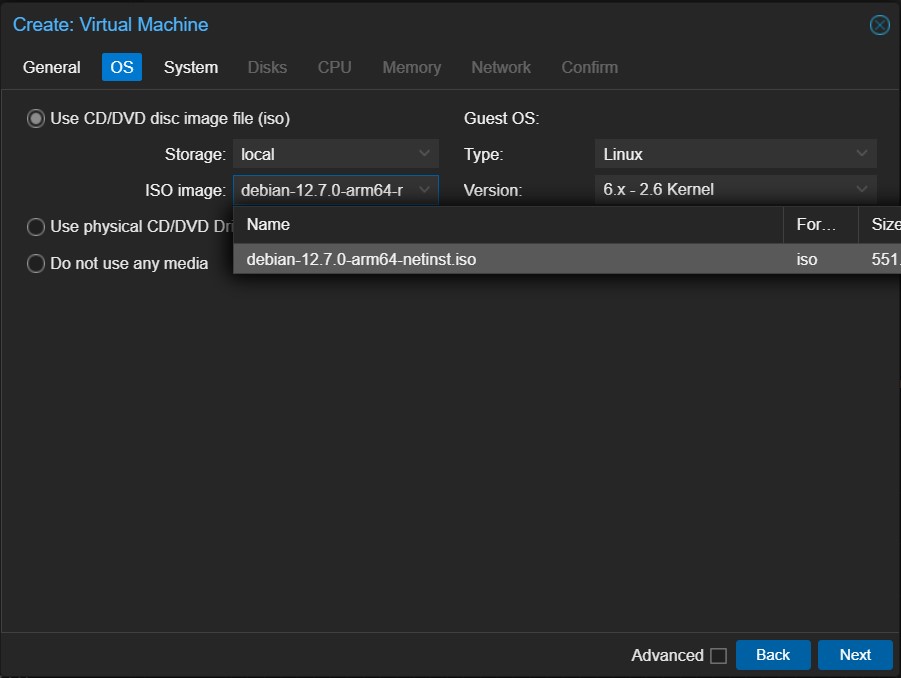 Create: Virtual Machine
General OS System Disks CPU Memory Network Confirm
Use CD/DVD disc image file (iso) Guest OS:
Storage: local Type: Linux
ISO image: debian-12.7.0-arm64-r Version: 6.x - 2.6 Kernel
Use physical CD/DVD Dri
Name For... Size
Do not use any media
debian-12.7.0-arm64-netinst.iso iso 551.
Advanced Back Next